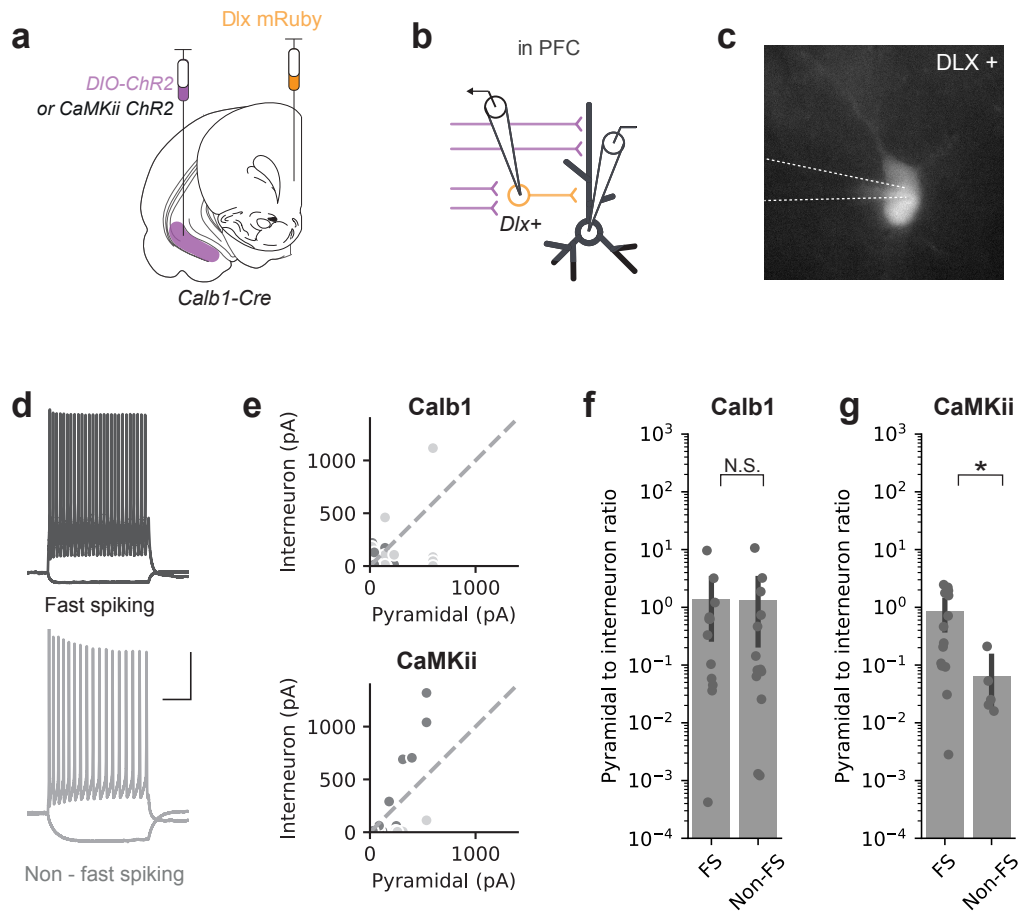 a
Dlx mRuby
DIO-ChR2
or CaMKii ChR2
Calb1-Cre
b
in PFC
Dlx+
c
DLX +
d
Fast spiking
Non - fast spiking
e
Calb1
Interneuron (pA)
1000
500
0
0
1000
Pyramidal (pA)
CaMKii
Interneuron (pA)
1000
500
0
0
1000
Pyramidal (pA)
f
Calb1
Pyramidal to interneuron ratio
10³
10²
10¹
10⁰
10⁻¹
10⁻²
10⁻³
10⁻⁴
N.S.
FS
Non-FS
g
CaMKii
Pyramidal to interneuron ratio
10³
10²
10¹
10⁰
10⁻¹
10⁻²
10⁻³
10⁻⁴
*
FS
Non-FS